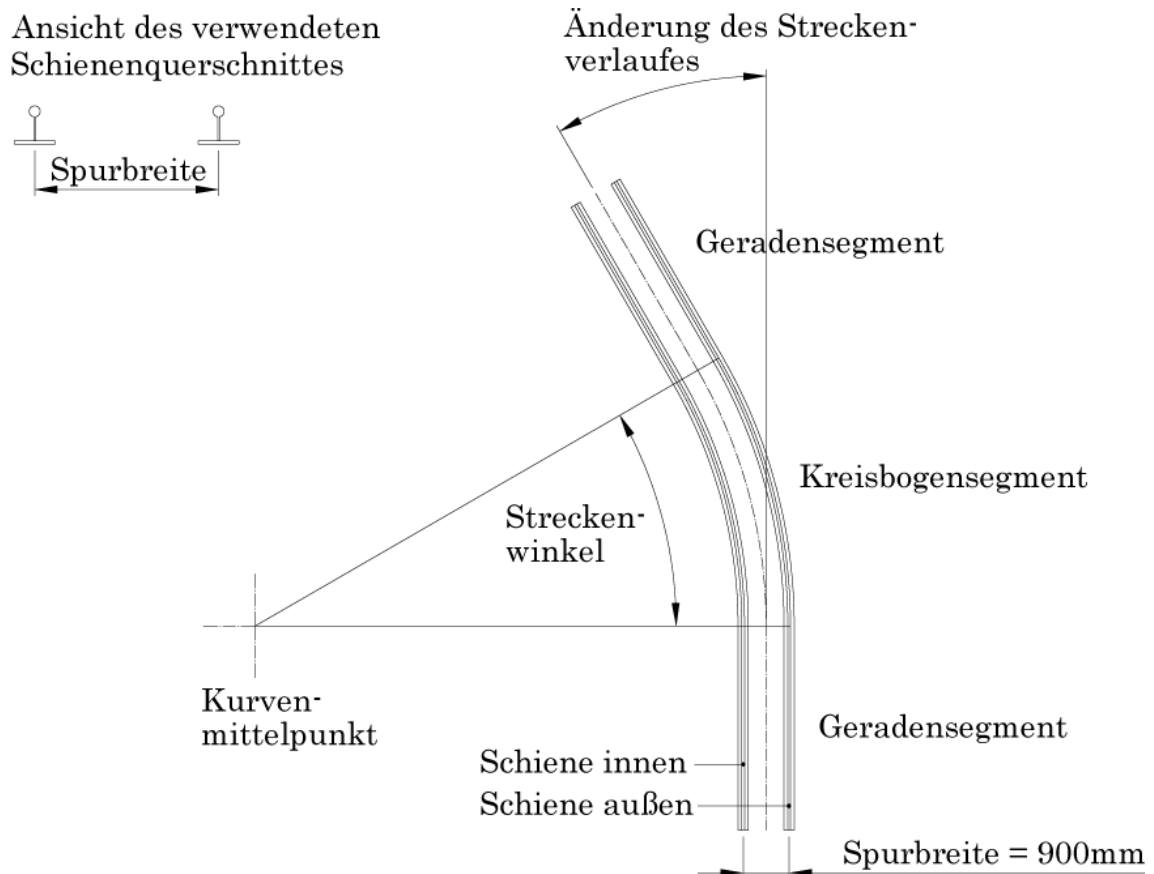 Ansicht des verwendeten
Schienenquerschnittes
Spurbreite
Änderung des Strecken-
verlaufes
Geradensegment
Kreisbogensegment
Strecken-
winkel
Kurven-
mittelpunkt
Geradensegment
Schiene innen
Schiene außen
Spurbreite = 900mm